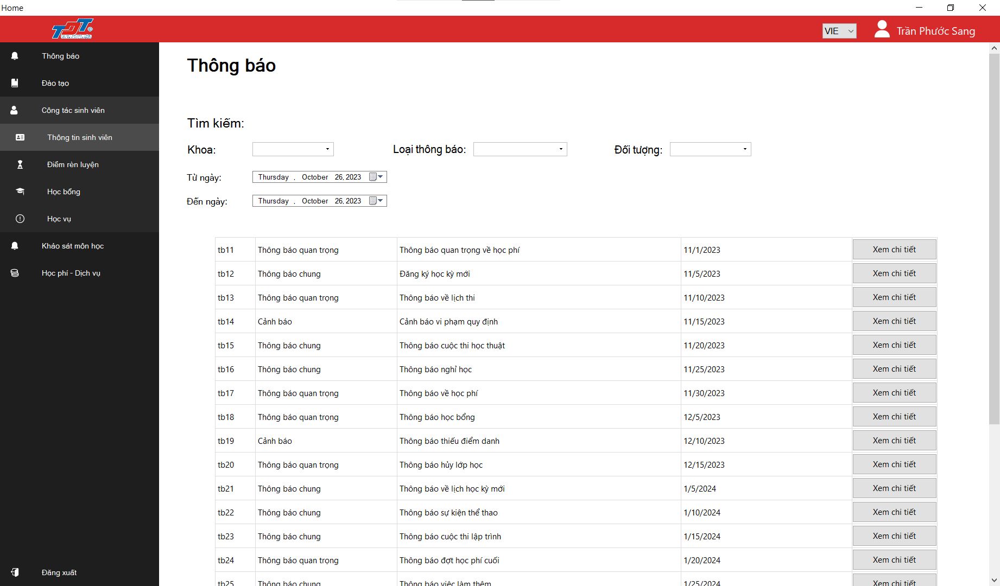 Home
TDT
VIE
Trần Phước Sang
Thông báo
Đào tạo
Công tác sinh viên
Thông tin sinh viên
Điểm rèn luyện
Học bổng
Học vụ
Khảo sát môn học
Học phí - Dịch vụ
Đăng xuất
Thông báo
Tìm kiếm:
Khoa: Loại thông báo: Đối tượng:
Từ ngày: Thursday , October 26, 2023
Đến ngày: Thursday , October 26, 2023
tb11 Thông báo quan trọng Thông báo quan trọng về học phí 11/1/2023 Xem chi tiết
tb12 Thông báo chung Đăng ký học kỳ mới 11/5/2023 Xem chi tiết
tb13 Thông báo quan trọng Thông báo về lịch thi 11/10/2023 Xem chi tiết
tb14 Cảnh báo Cảnh báo vi phạm quy định 11/15/2023 Xem chi tiết
tb15 Thông báo chung Thông báo cuộc thi học thuật 11/20/2023 Xem chi tiết
tb16 Thông báo chung Thông báo nghỉ học 11/25/2023 Xem chi tiết
tb17 Thông báo quan trọng Thông báo về học phí 11/30/2023 Xem chi tiết
tb18 Thông báo quan trọng Thông báo học bổng 12/5/2023 Xem chi tiết
tb19 Cảnh báo Thông báo thiếu điểm danh 12/10/2023 Xem chi tiết
tb20 Thông báo quan trọng Thông báo hủy lớp học 12/15/2023 Xem chi tiết
tb21 Thông báo chung Thông báo về lịch học kỳ mới 1/5/2024 Xem chi tiết
tb22 Thông báo chung Thông báo sự kiện thể thao 1/10/2024 Xem chi tiết
tb23 Thông báo chung Thông báo cuộc thi lập trình 1/15/2024 Xem chi tiết
tb24 Thông báo quan trọng Thông báo đợt học phí cuối 1/20/2024 Xem chi tiết
tb25 Thông báo chung Thông báo việc làm thêm 1/25/2024 Xem chi tiết